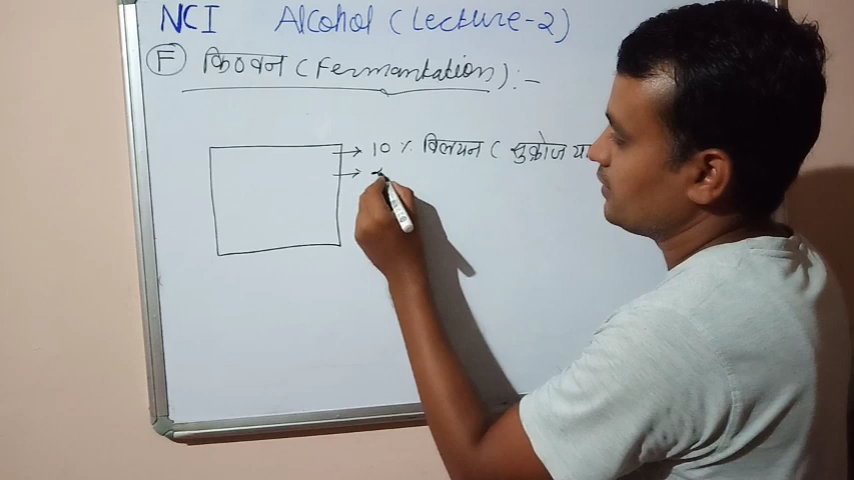 NCI Alcohol (Lecture-2)
F किण्वन (Fermantation):-
→ 10 % विलयन ( सुक्रोज या
→